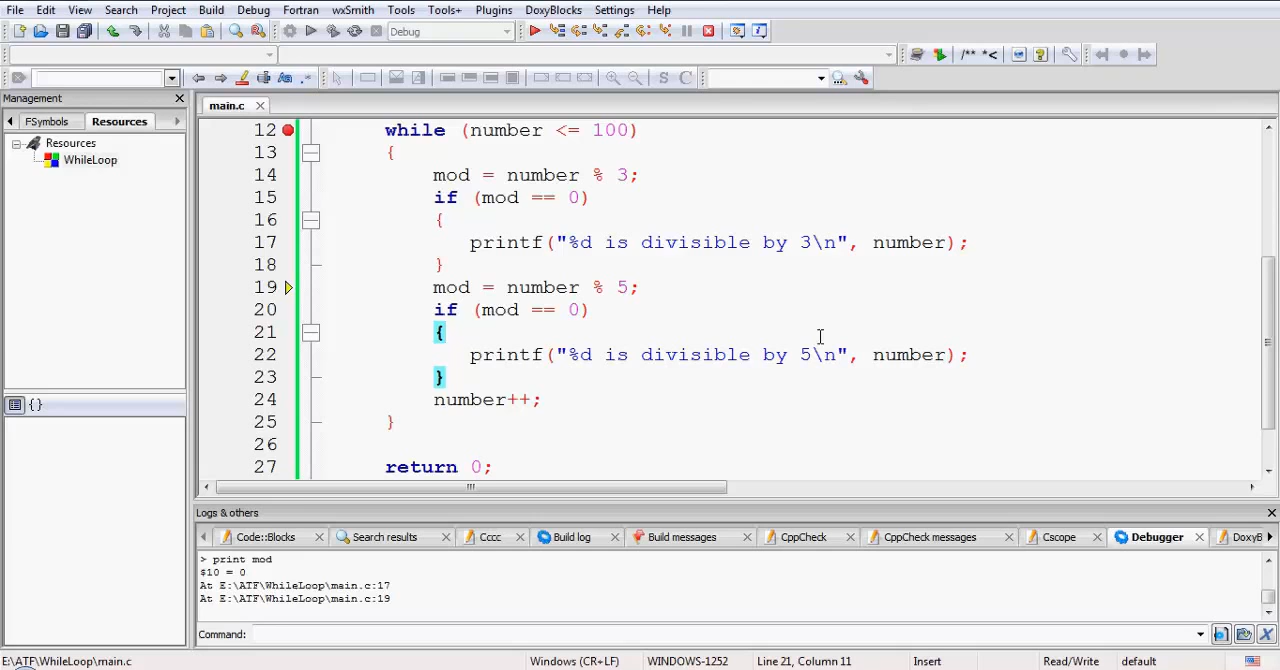 File Edit View Search Project Build Debug Fortran wxSmith Tools Tools+ Plugins DoxyBlocks Settings Help
Debug
/** *<
Management
FSymbols Resources
Resources
WhileLoop
{}
main.c
12 while (number <= 100)
13 {
14 mod = number % 3;
15 if (mod == 0)
16 {
17 printf("%d is divisible by 3\n", number);
18 }
19 mod = number % 5;
20 if (mod == 0)
21 {
22 printf("%d is divisible by 5\n", number);
23 }
24 number++;
25 }
26
27 return 0;
Logs & others
Code::Blocks Search results Cccc Build log Build messages CppCheck CppCheck messages Cscope Debugger DoxyB
> print mod
$10 = 0
At E:\ATF\WhileLoop\main.c:17
At E:\ATF\WhileLoop\main.c:19
Command:
E:\ATF\WhileLoop\main.c Windows (CR+LF) WINDOWS-1252 Line 21, Column 11 Insert Read/Write default